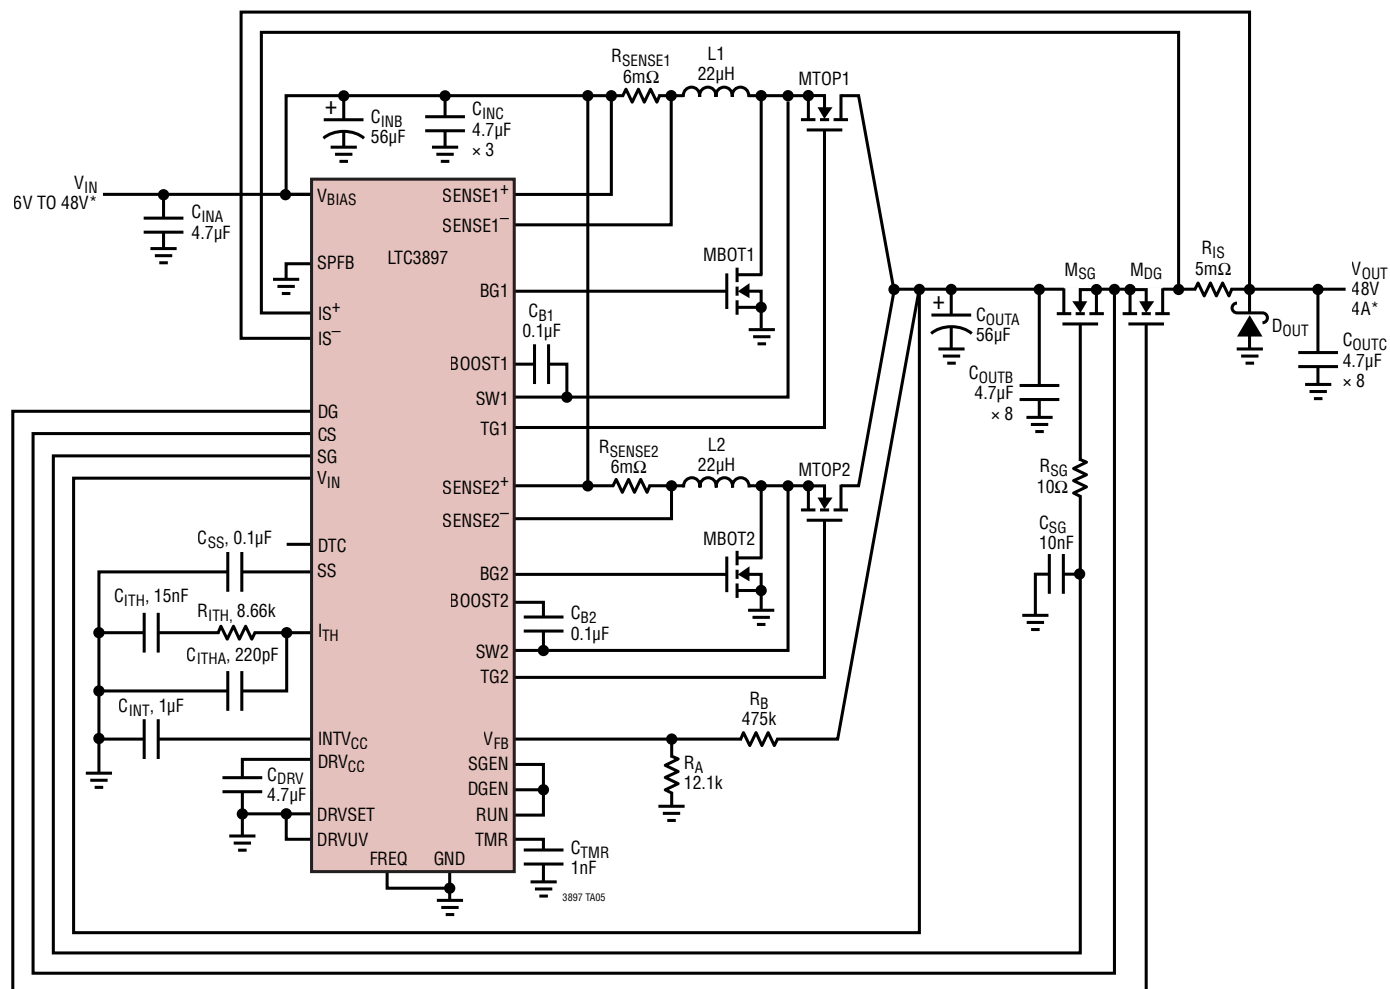 RSENSE1
6mΩ
L1
22µH
MTOP1
+
CINB
56µF
CINC
4.7µF
× 3
VIN
6V TO 48V*
CINA
4.7µF
VBIAS
SENSE1+
SENSE1–
LTC3897
SPFB
IS+
IS–
BG1
MBOT1
CB1
0.1µF
BOOST1
SW1
TG1
+
COUTA
56µF
COUTB
4.7µF
× 8
MSG
MDG
RIS
5mΩ
VOUT
48V
4A*
DOUT
COUTC
4.7µF
× 8
DG
CS
SG
VIN
RSENSE2
6mΩ
L2
22µH
MTOP2
SENSE2+
SENSE2–
RSG
10Ω
CSG
10nF
CSS, 0.1µF
DTC
SS
MBOT2
BG2
BOOST2
CB2
0.1µF
CITH, 15nF
RITH, 8.66k
ITH
CITHA, 220pF
SW2
TG2
CINT, 1µF
INTVCC
VFB
RB
475k
RA
12.1k
DRVCC
CDRV
4.7µF
SGEN
DGEN
RUN
DRVSET
DRVUV
TMR
CTMR
1nF
FREQ
GND
3897 TA05